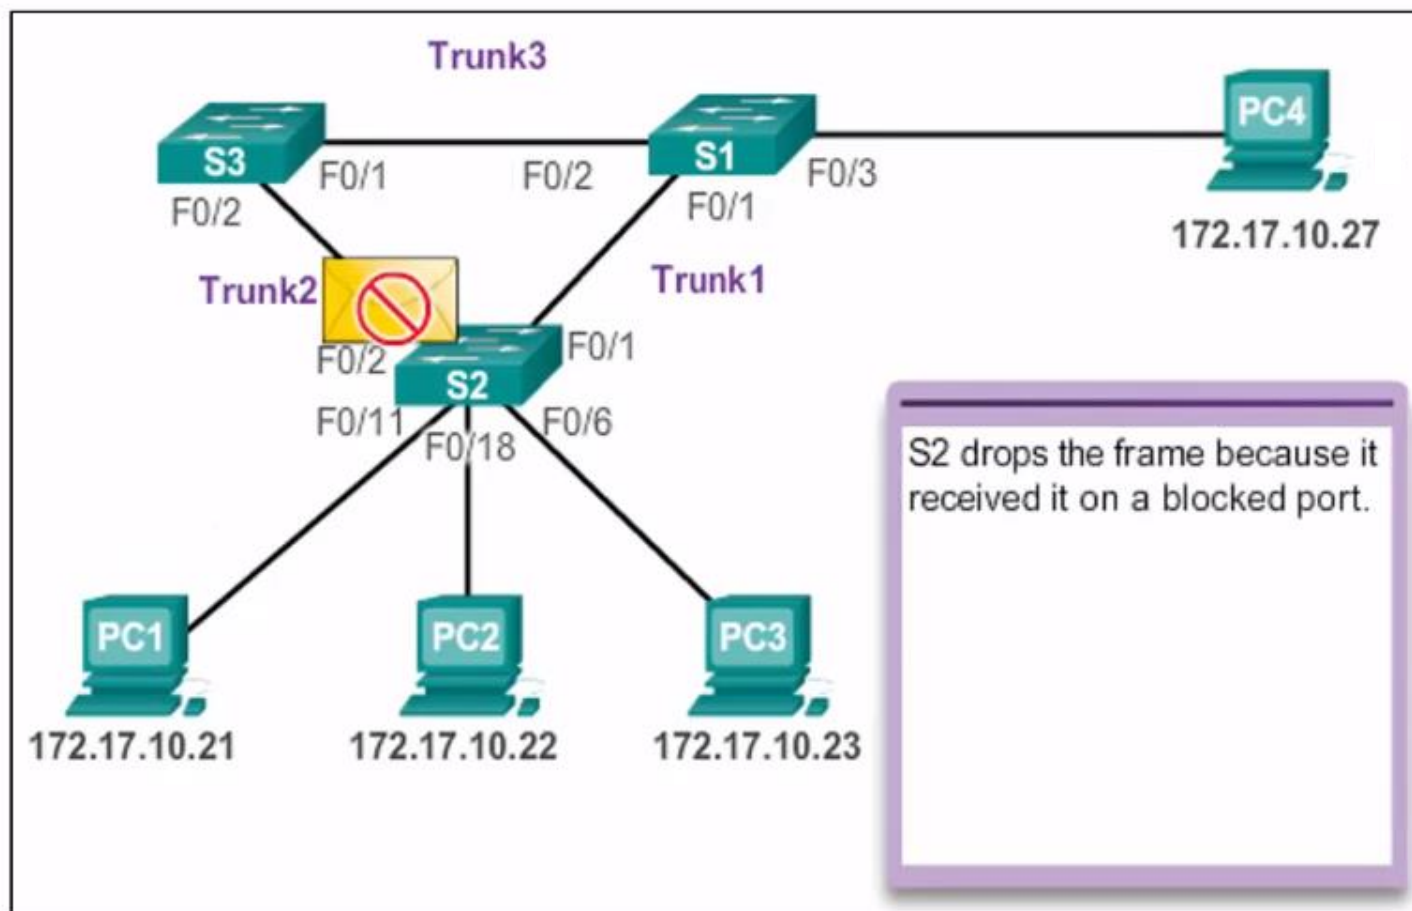 Trunk3
S3
S1
PC4
F0/1
F0/2
F0/3
F0/2
F0/1
172.17.10.27
Trunk2
Trunk1
F0/2
F0/1
S2
F0/11
F0/18
F0/6
S2 drops the frame because it
received it on a blocked port.
PC1
PC2
PC3
172.17.10.21
172.17.10.22
172.17.10.23